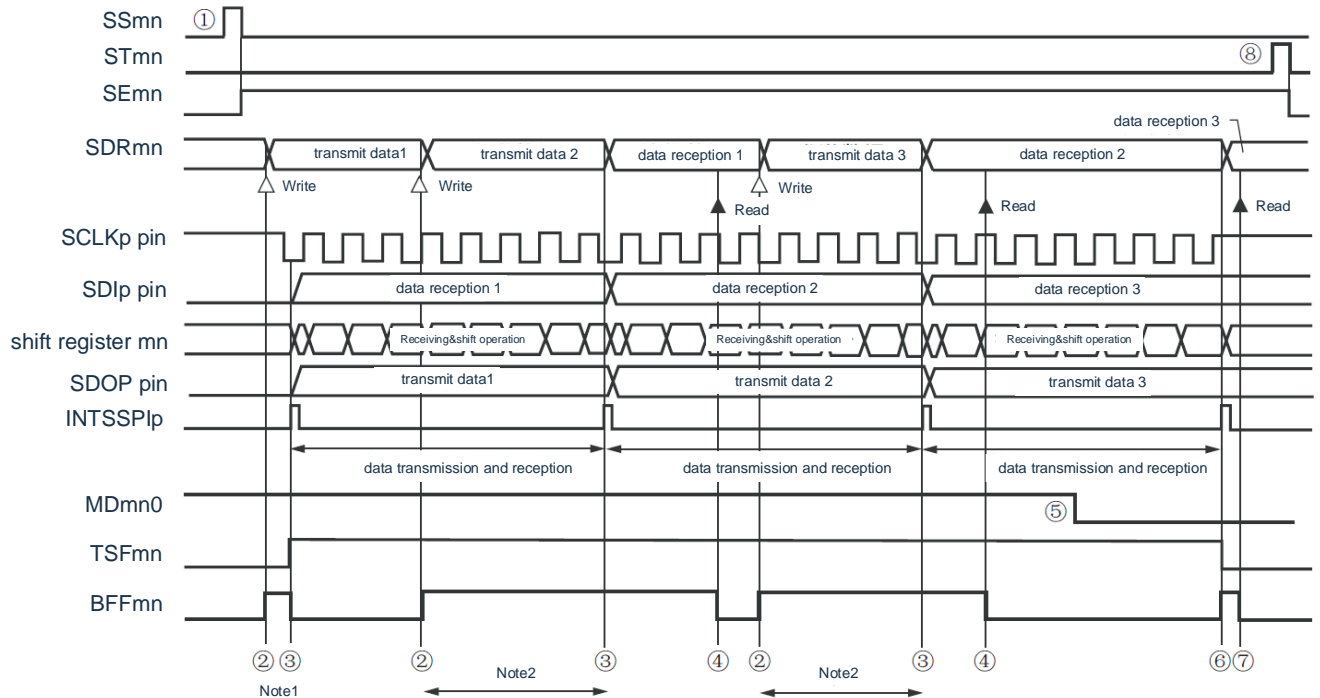 SSmn ①
STmn ⑧
SEmn
data reception 3
SDRmn transmit data1 transmit data 2 data reception 1 transmit data 3 data reception 2
Write Write Read Write Read Read
SCLKp pin
SDIp pin data reception 1 data reception 2 data reception 3
shift register mn Receiving&shift operation Receiving&shift operation Receiving&shift operation
SDOP pin transmit data1 transmit data 2 transmit data 3
INTSSPIp
data transmission and reception data transmission and reception data transmission and reception
MDmn0 ⑤
TSFmn
BFFmn
② ③ ② ③ ④ ② ③ ④ ⑥ ⑦
Note1 Note2 Note2